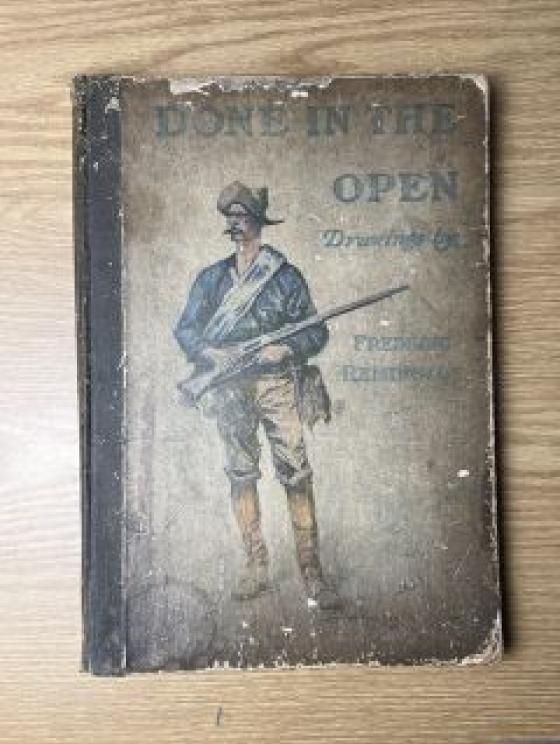 DONE IN THE
OPEN
Drawings by
FREDERIC
REMINGTON